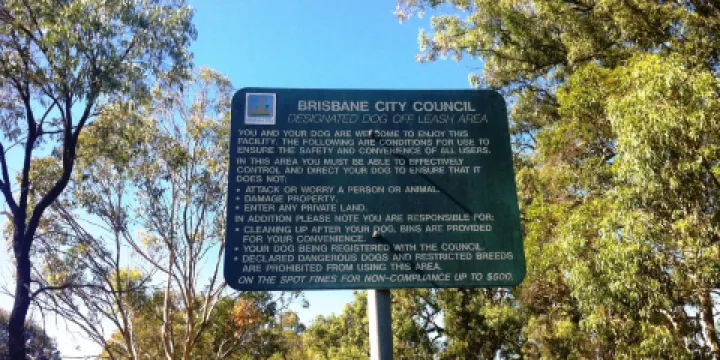 BRISBANE CITY COUNCIL
DESIGNATED DOG OFF LEASH AREA
YOU AND YOUR DOG ARE WELCOME TO ENJOY THIS
FACILITY. THE FOLLOWING ARE CONDITIONS FOR USE TO
ENSURE THE SAFETY AND CONVENIENCE OF ALL USERS.
IN THIS AREA YOU MUST BE ABLE TO EFFECTIVELY
CONTROL AND DIRECT YOUR DOG TO ENSURE THAT IT
DOES NOT:
• ATTACK OR WORRY A PERSON OR ANIMAL.
• DAMAGE PROPERTY.
• ENTER ANY PRIVATE LAND.
IN ADDITION PLEASE NOTE YOU ARE RESPONSIBLE FOR:
• CLEANING UP AFTER YOUR DOG. BINS ARE PROVIDED
FOR YOUR CONVENIENCE.
• YOUR DOG BEING REGISTERED WITH THE COUNCIL.
• DECLARED DANGEROUS DOGS AND RESTRICTED BREEDS
ARE PROHIBITED FROM USING THIS AREA.
ON THE SPOT FINES FOR NON-COMPLIANCE UP TO $500.